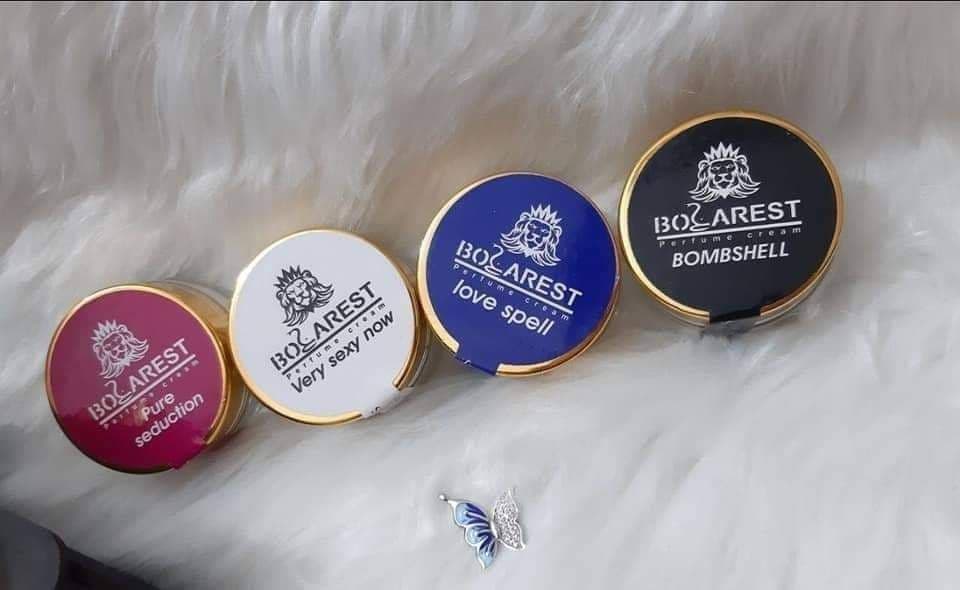 BOZAREST
Perfume cream
Pure
seduction
BOZAREST
Perfume cream
Very sexy now
BOZAREST
Perfume cream
love spell
BOZAREST
Perfume cream
BOMBSHELL